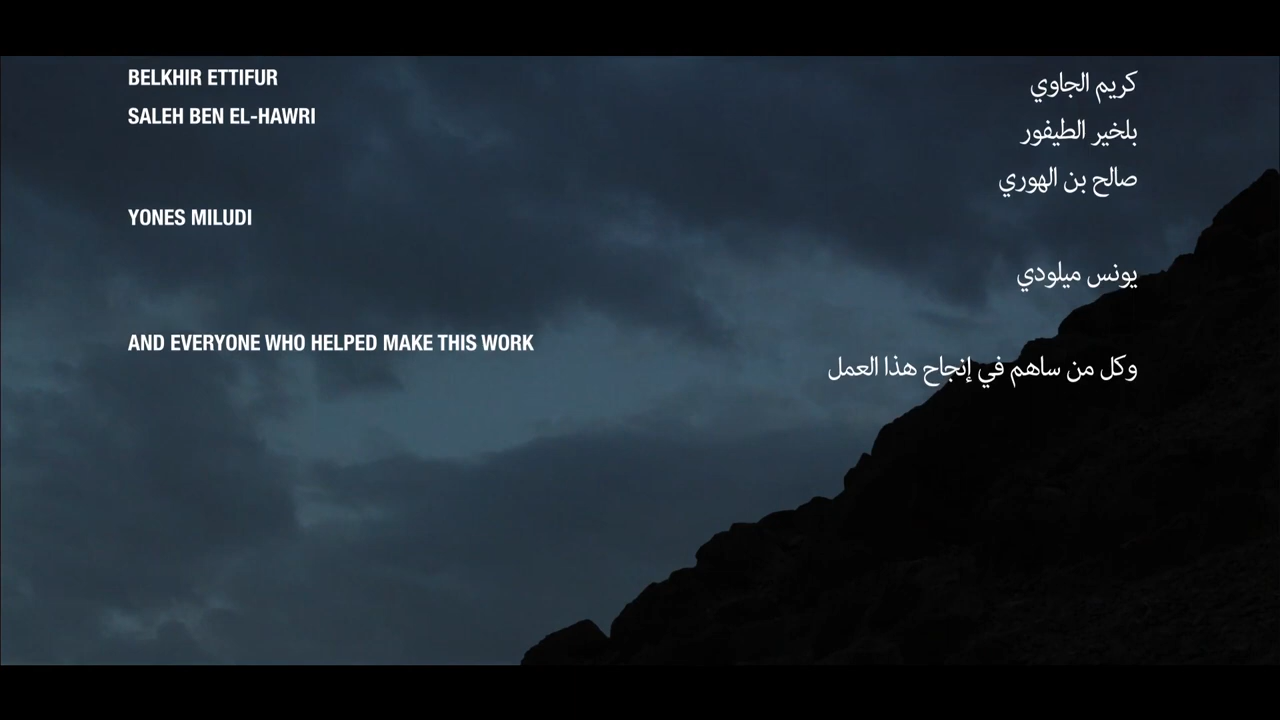 BELKHIR ETTIFUR
SALEH BEN EL-HAWRI
YONES MILUDI
AND EVERYONE WHO HELPED MAKE THIS WORK
كريم الجاوي
بلخير الطيفور
صالح بن الهوري
يونس ميلودي
وكل من ساهم في إنجاح هذا العمل